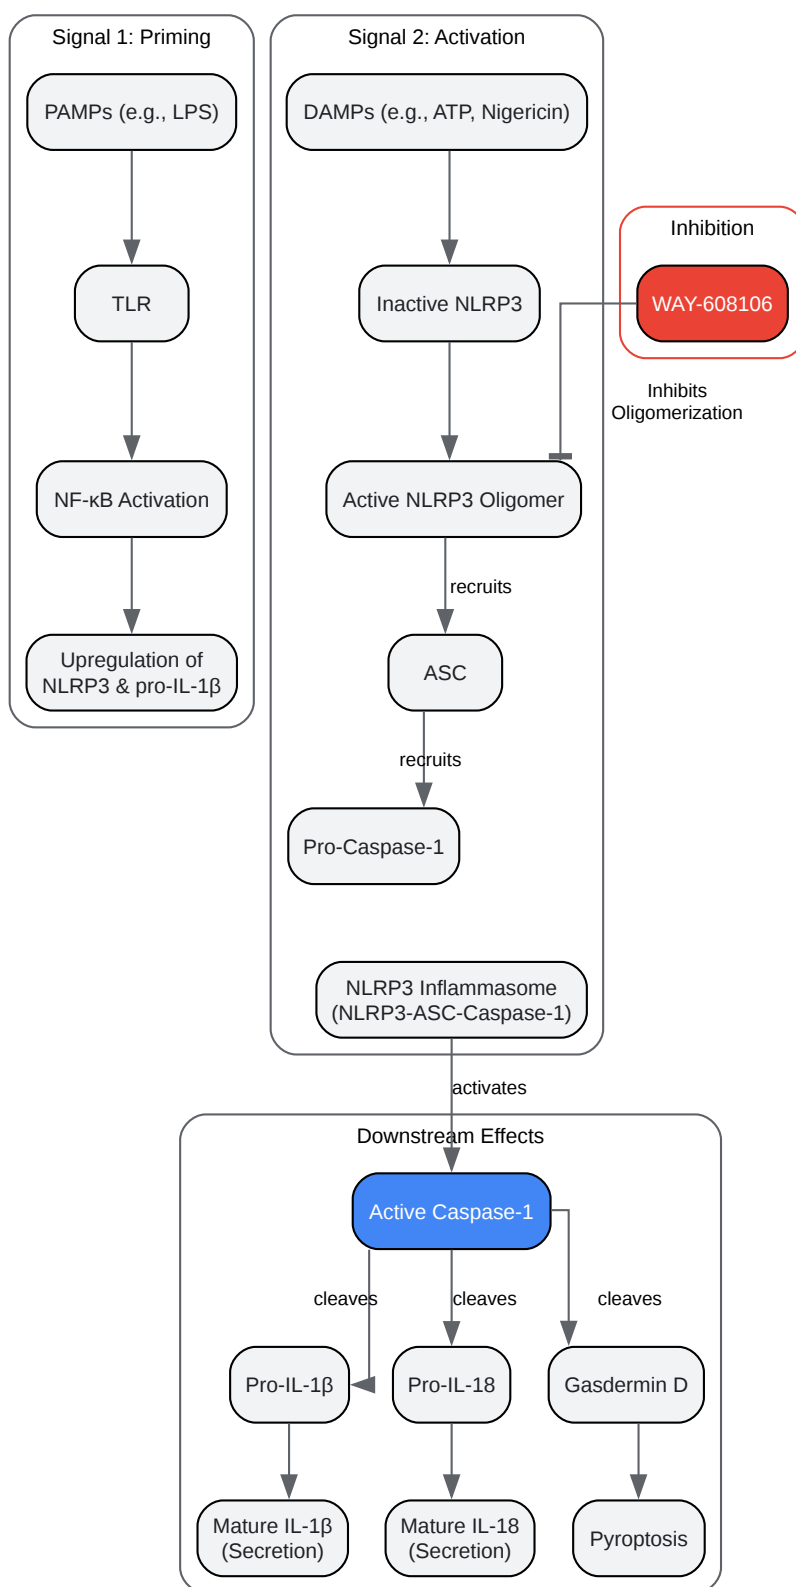 Signal 1: Priming
PAMPs (e.g., LPS)
TLR
NF-κB Activation
Upregulation of
NLRP3 & pro-IL-1β
Signal 2: Activation
DAMPs (e.g., ATP, Nigericin)
Inactive NLRP3
Active NLRP3 Oligomer
recruits
ASC
recruits
Pro-Caspase-1
NLRP3 Inflammasome
(NLRP3-ASC-Caspase-1)
Inhibition
WAY-608106
Inhibits
Oligomerization
activates
Downstream Effects
Active Caspase-1
cleaves
cleaves
cleaves
Pro-IL-1β
Pro-IL-18
Gasdermin D
Mature IL-1β
(Secretion)
Mature IL-18
(Secretion)
Pyroptosis